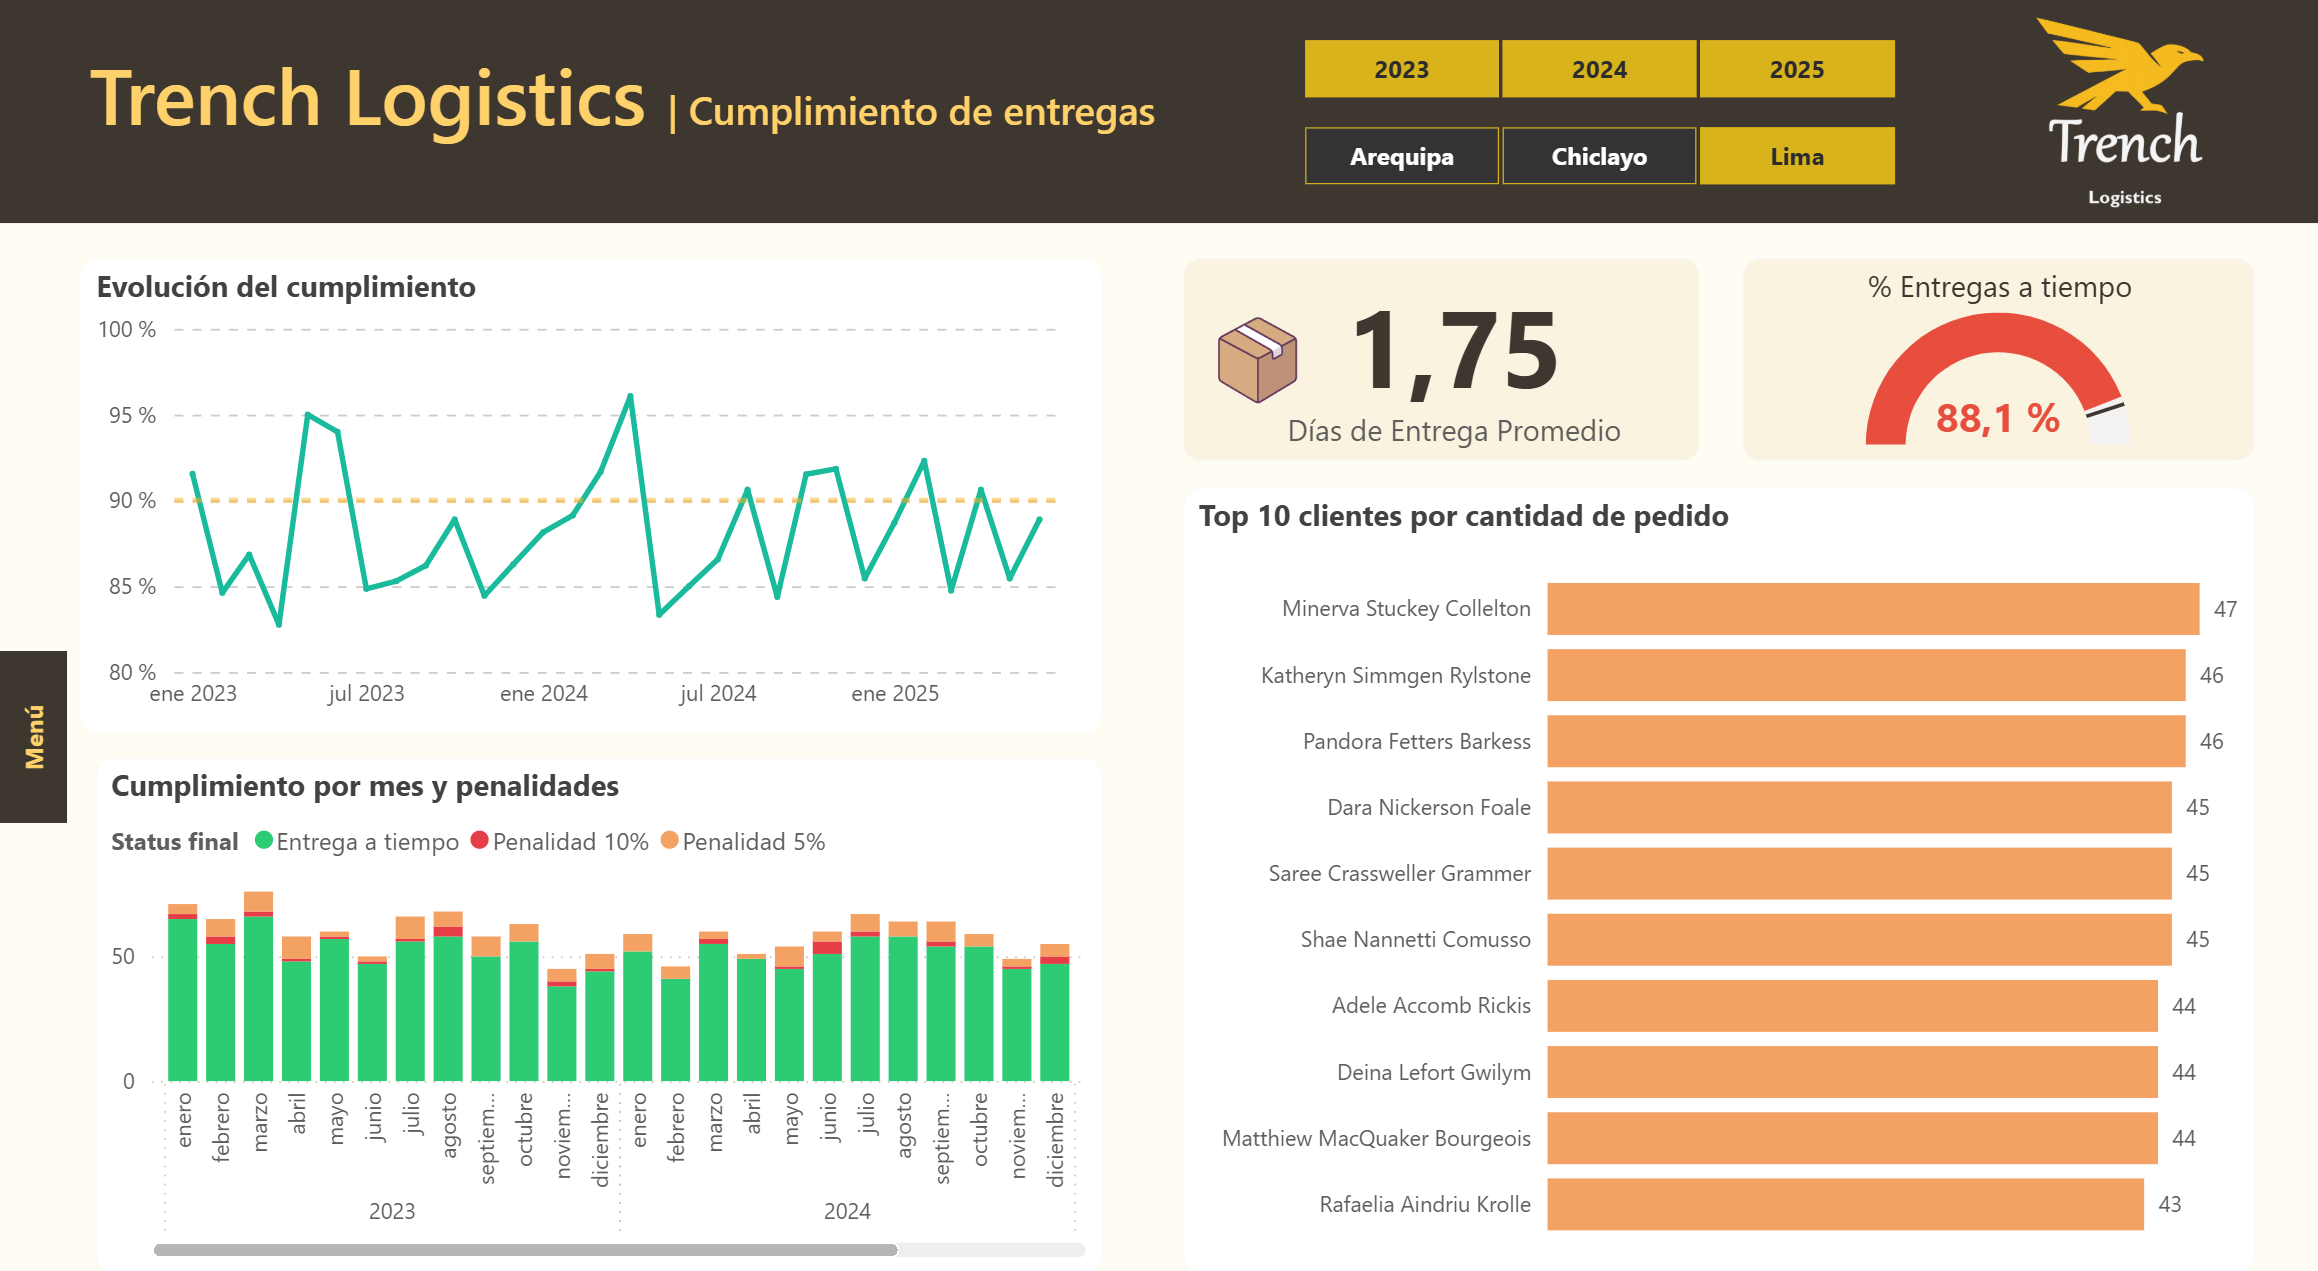 Trench Logistics | Cumplimiento de entregas
2023 2024 2025
Arequipa Chiclayo Lima
Trench
Logistics
Menú
Evolución del cumplimiento
100 %
95 %
90 %
85 %
80 %
ene 2023 jul 2023 ene 2024 jul 2024 ene 2025
Cumplimiento por mes y penalidades
Status final Entrega a tiempo Penalidad 10% Penalidad 5%
50
0
enero febrero marzo abril mayo junio julio agosto septiem... octubre noviem... diciembre enero febrero marzo abril mayo junio julio agosto septiem... octubre noviem... diciembre
2023 2024
1,75
Días de Entrega Promedio
% Entregas a tiempo
88,1 %
Top 10 clientes por cantidad de pedido
Minerva Stuckey Collelton 47
Katheryn Simmgen Rylstone 46
Pandora Fetters Barkess 46
Dara Nickerson Foale 45
Saree Crassweller Grammer 45
Shae Nannetti Comusso 45
Adele Accomb Rickis 44
Deina Lefort Gwilym 44
Matthiew MacQuaker Bourgeois 44
Rafaelia Aindriu Krolle 43